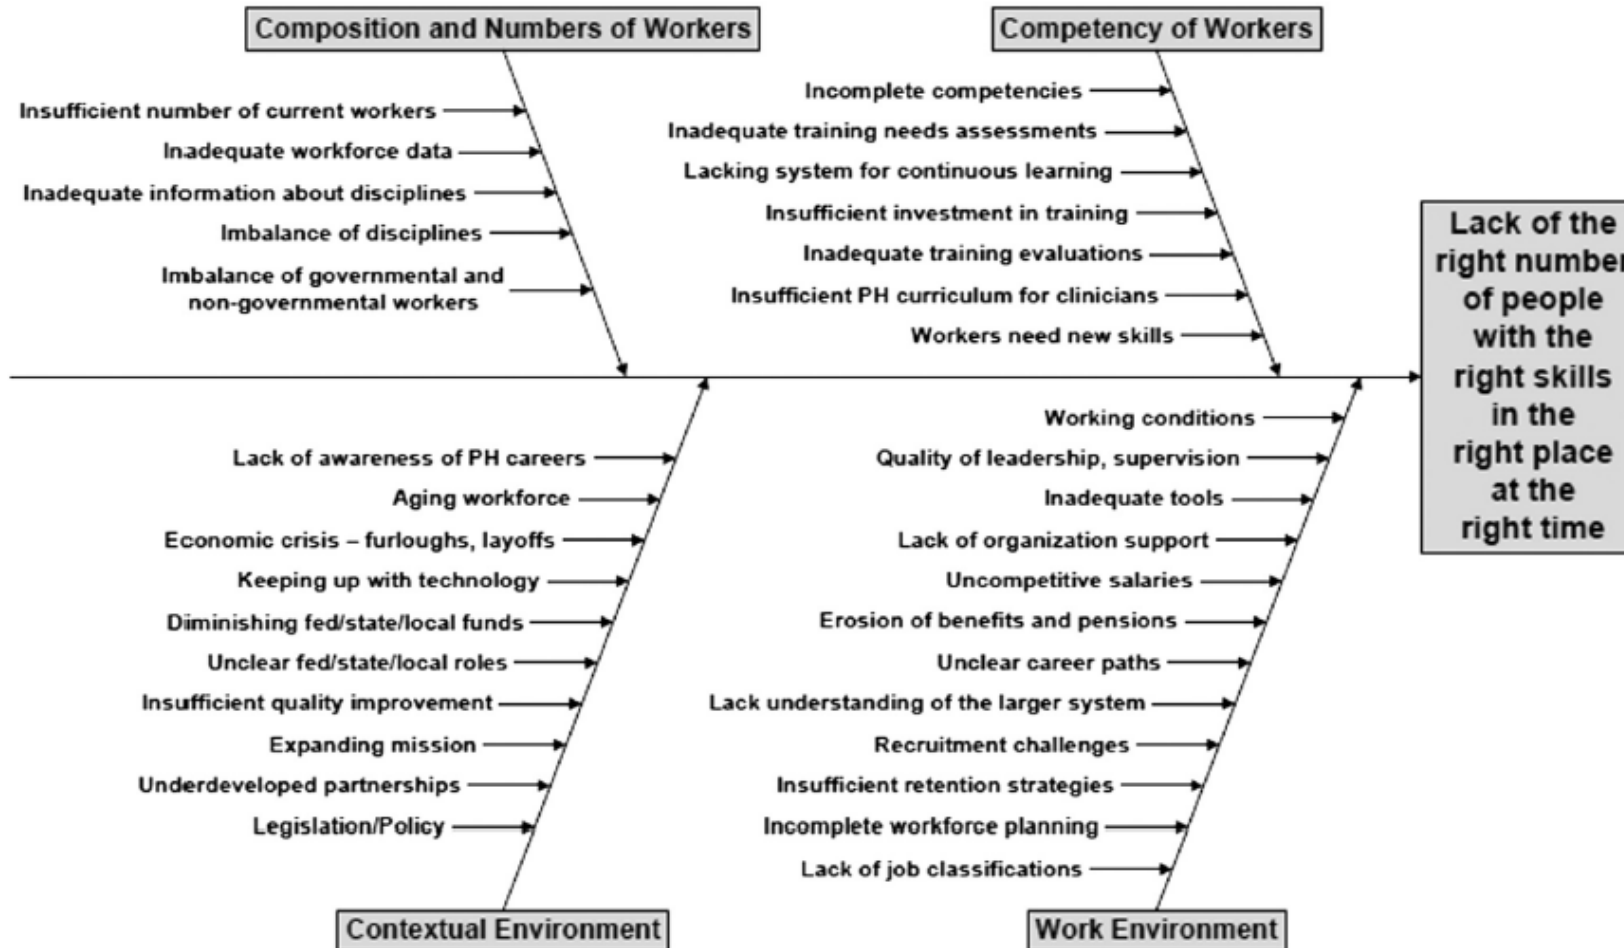 Composition and Numbers of Workers
Insufficient number of current workers
Inadequate workforce data
Inadequate information about disciplines
Imbalance of disciplines
Imbalance of governmental and
non-governmental workers
Competency of Workers
Incomplete competencies
Inadequate training needs assessments
Lacking system for continuous learning
Insufficient investment in training
Inadequate training evaluations
Insufficient PH curriculum for clinicians
Workers need new skills
Lack of the
right number
of people
with the
right skills
in the
right place
at the
right time
Lack of awareness of PH careers
Aging workforce
Economic crisis – furloughs, layoffs
Keeping up with technology
Diminishing fed/state/local funds
Unclear fed/state/local roles
Insufficient quality improvement
Expanding mission
Underdeveloped partnerships
Legislation/Policy
Contextual Environment
Working conditions
Quality of leadership, supervision
Inadequate tools
Lack of organization support
Uncompetitive salaries
Erosion of benefits and pensions
Unclear career paths
Lack understanding of the larger system
Recruitment challenges
Insufficient retention strategies
Incomplete workforce planning
Lack of job classifications
Work Environment